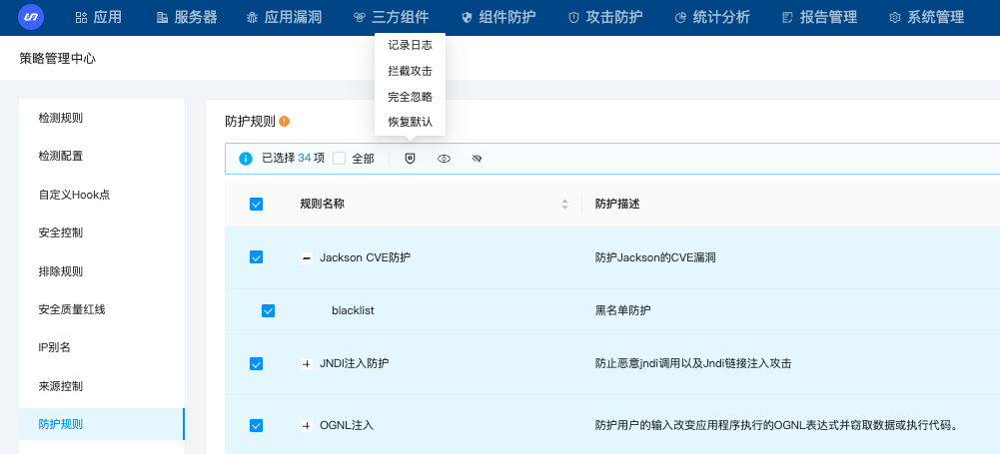 应用 服务器 应用漏洞 三方组件 组件防护 攻击防护 统计分析 报告管理 系统管理
记录日志
拦截攻击
完全忽略
恢复默认
策略管理中心
检测规则
检测配置
自定义Hook点
安全控制
排除规则
安全质量红线
IP别名
来源控制
防护规则
防护规则
已选择 34 项 全部
规则名称 防护描述
Jackson CVE防护 防护Jackson的CVE漏洞
blacklist 黑名单防护
JNDI注入防护 防止恶意jndi调用以及Jndi链接注入攻击
OGNL注入 防护用户的输入改变应用程序执行的OGNL表达式并窃取数据或执行代码。